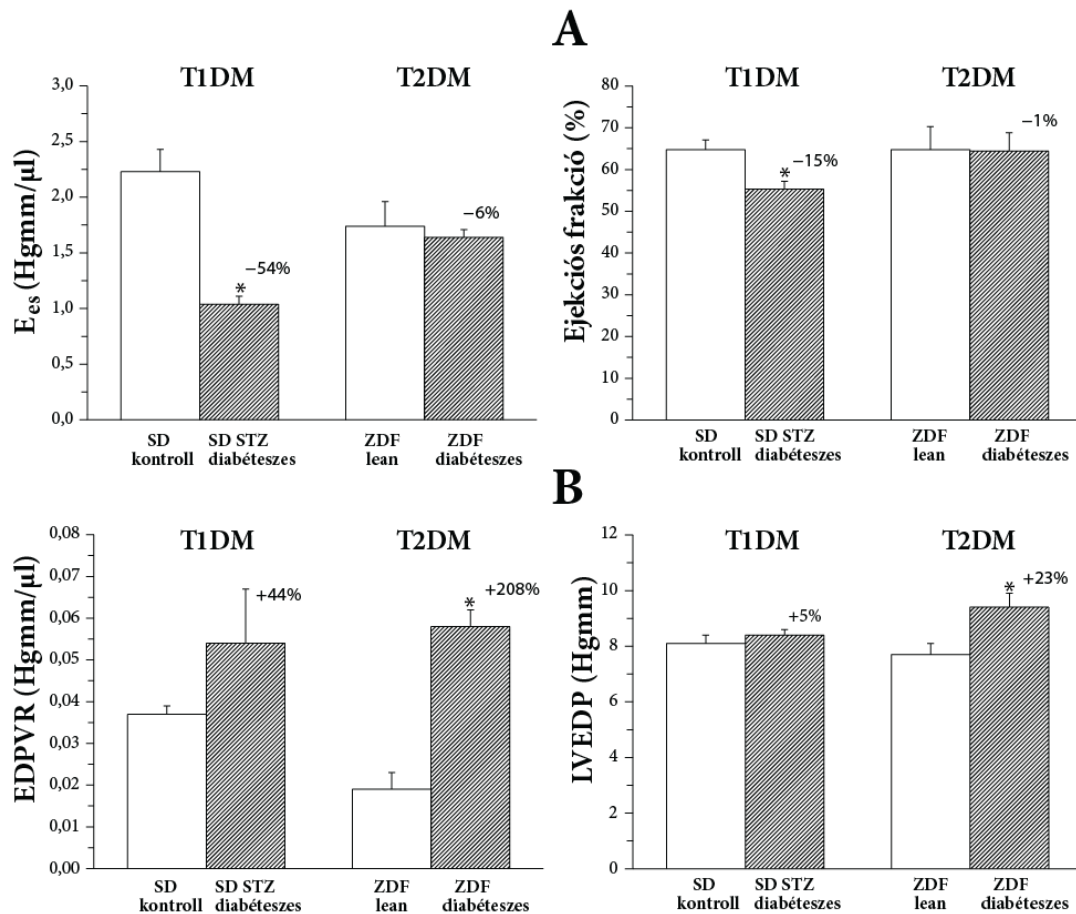 A
T1DM
T2DM
E_es (Hgmm/µl)
3,0
2,5
2,0
1,5
1,0
0,5
0,0
*
−54%
−6%
SD
kontroll
SD STZ
diabéteszes
ZDF
lean
ZDF
diabéteszes
T1DM
T2DM
Ejekciós frakció (%)
80
70
60
50
40
30
20
10
0
*
−15%
−1%
SD
kontroll
SD STZ
diabéteszes
ZDF
lean
ZDF
diabéteszes
B
T1DM
T2DM
EDPVR (Hgmm/µl)
0,08
0,07
0,06
0,05
0,03
0,02
0,01
0,00
+44%
*
+208%
SD
kontroll
SD STZ
diabéteszes
ZDF
lean
ZDF
diabéteszes
T1DM
T2DM
LVEDP (Hgmm)
12
10
8
6
4
2
0
+5%
*
+23%
SD
kontroll
SD STZ
diabéteszes
ZDF
lean
ZDF
diabéteszes